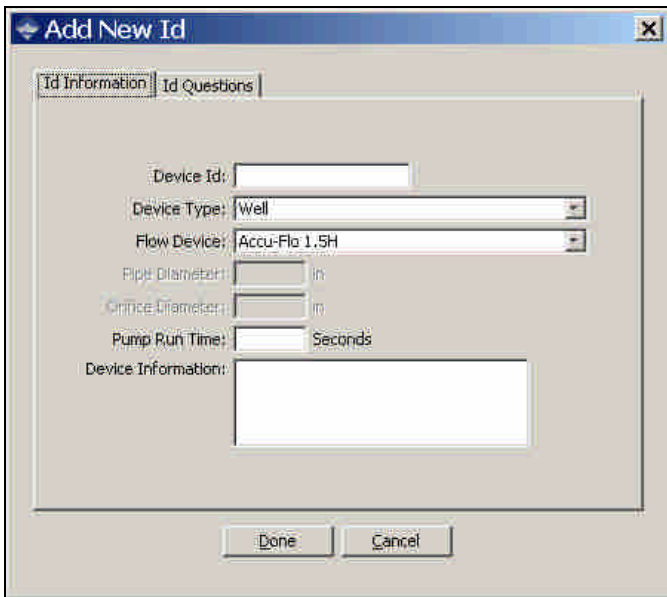 Add New Id
Id Information Id Questions
Device Id:
Device Type: Well
Flow Device: Accu-Flo 1.5H
Pipe Diameter: in
Orifice Diameter: in
Pump Run Time: Seconds
Device Information:
Done Cancel